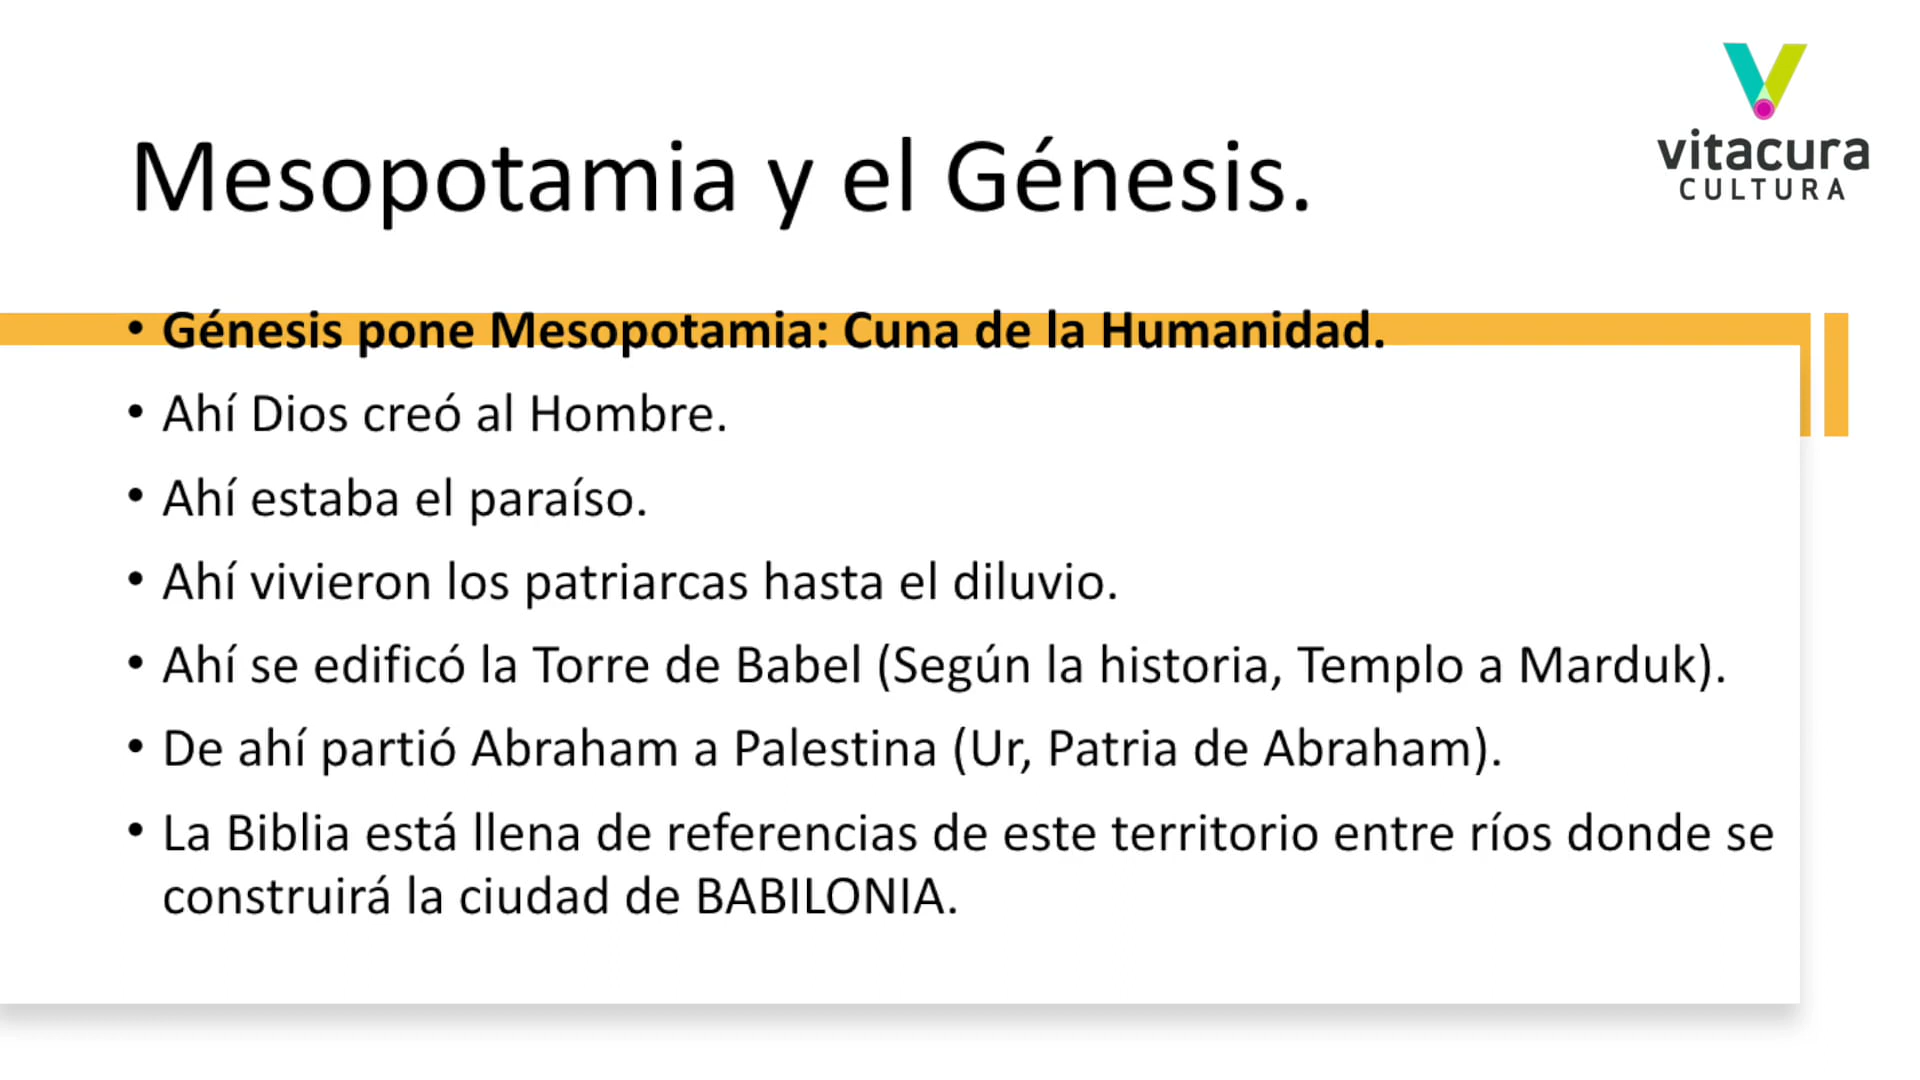 vitacura
CULTURA
Mesopotamia y el Génesis.
• Génesis pone Mesopotamia: Cuna de la Humanidad.
• Ahí Dios creó al Hombre.
• Ahí estaba el paraíso.
• Ahí vivieron los patriarcas hasta el diluvio.
• Ahí se edificó la Torre de Babel (Según la historia, Templo a Marduk).
• De ahí partió Abraham a Palestina (Ur, Patria de Abraham).
• La Biblia está llena de referencias de este territorio entre ríos donde se
construirá la ciudad de BABILONIA.